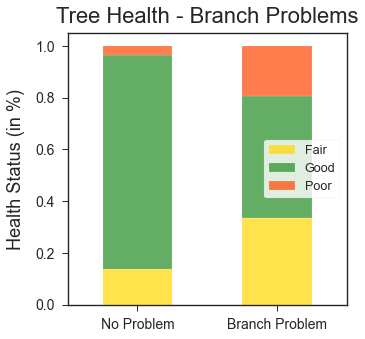 Tree Health - Branch Problems
Health Status (in %)
1.0
0.8
0.6
0.4
0.2
0.0
Fair
Good
Poor
No Problem
Branch Problem